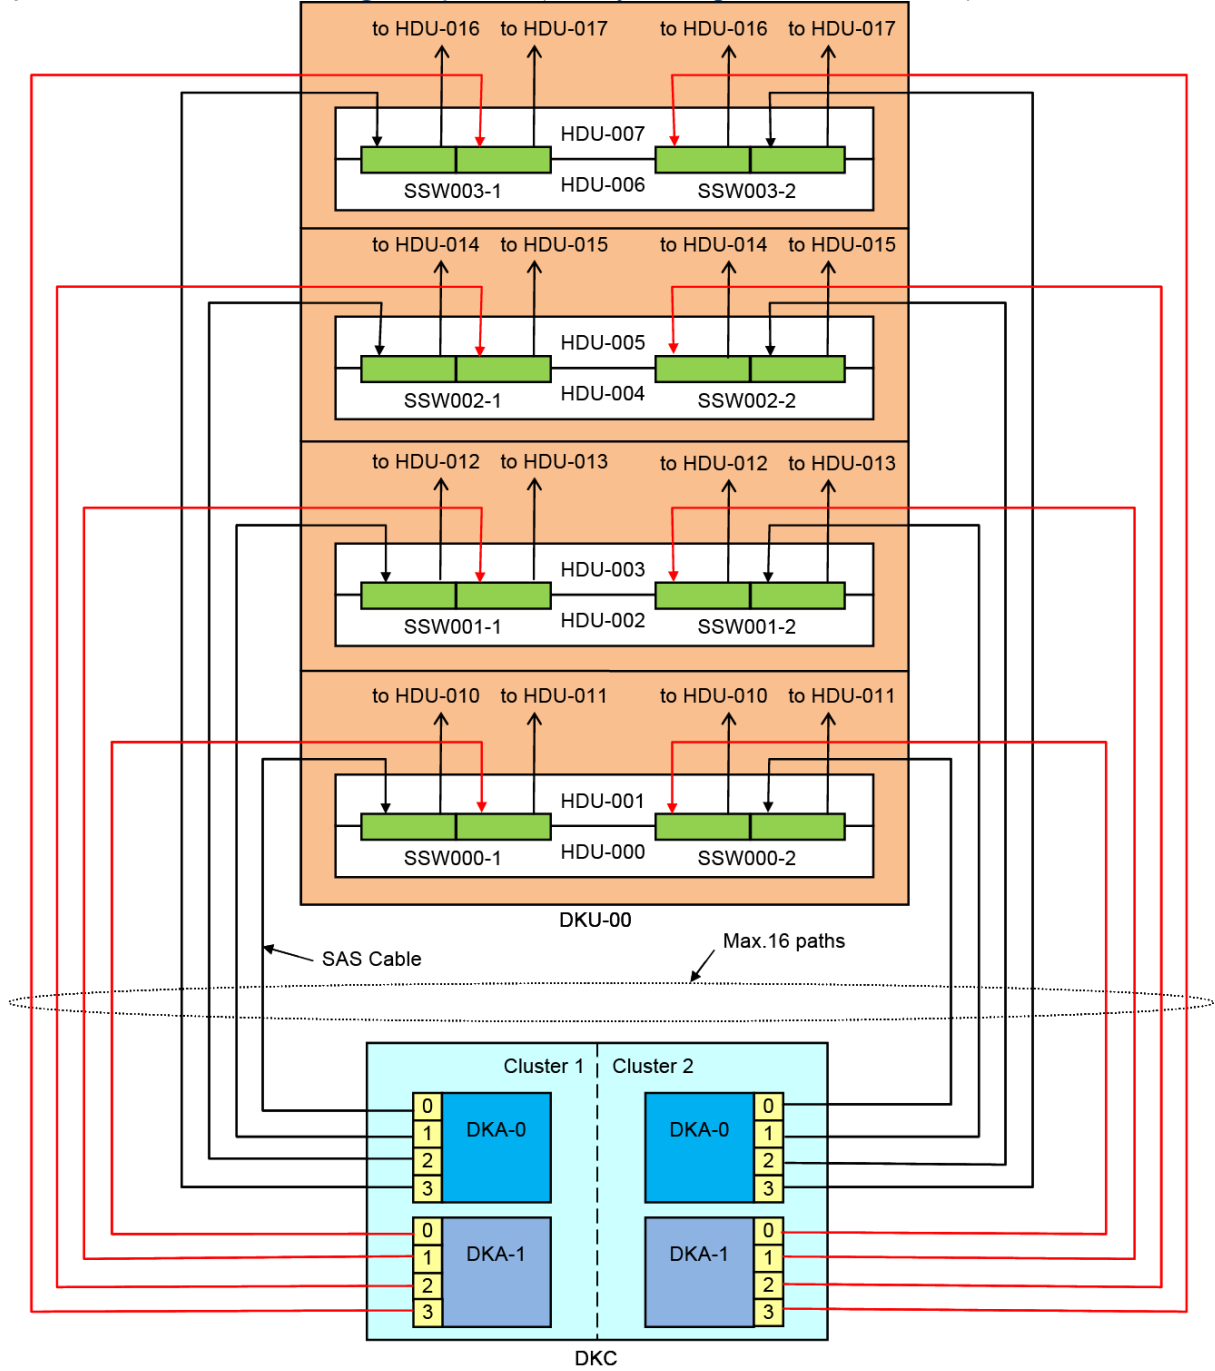 to HDU-016 to HDU-017 to HDU-016 to HDU-017
HDU-007
SSW003-1 HDU-006 SSW003-2
to HDU-014 to HDU-015 to HDU-014 to HDU-015
HDU-005
SSW002-1 HDU-004 SSW002-2
to HDU-012 to HDU-013 to HDU-012 to HDU-013
HDU-003
SSW001-1 HDU-002 SSW001-2
to HDU-010 to HDU-011 to HDU-010 to HDU-011
HDU-001
SSW000-1 HDU-000 SSW000-2
DKU-00
SAS Cable
Max.16 paths
Cluster 1 Cluster 2
0 0
DKA-0 DKA-0
1 1
2 2
3 3
0 0
DKA-1 DKA-1
1 1
2 2
3 3
DKC